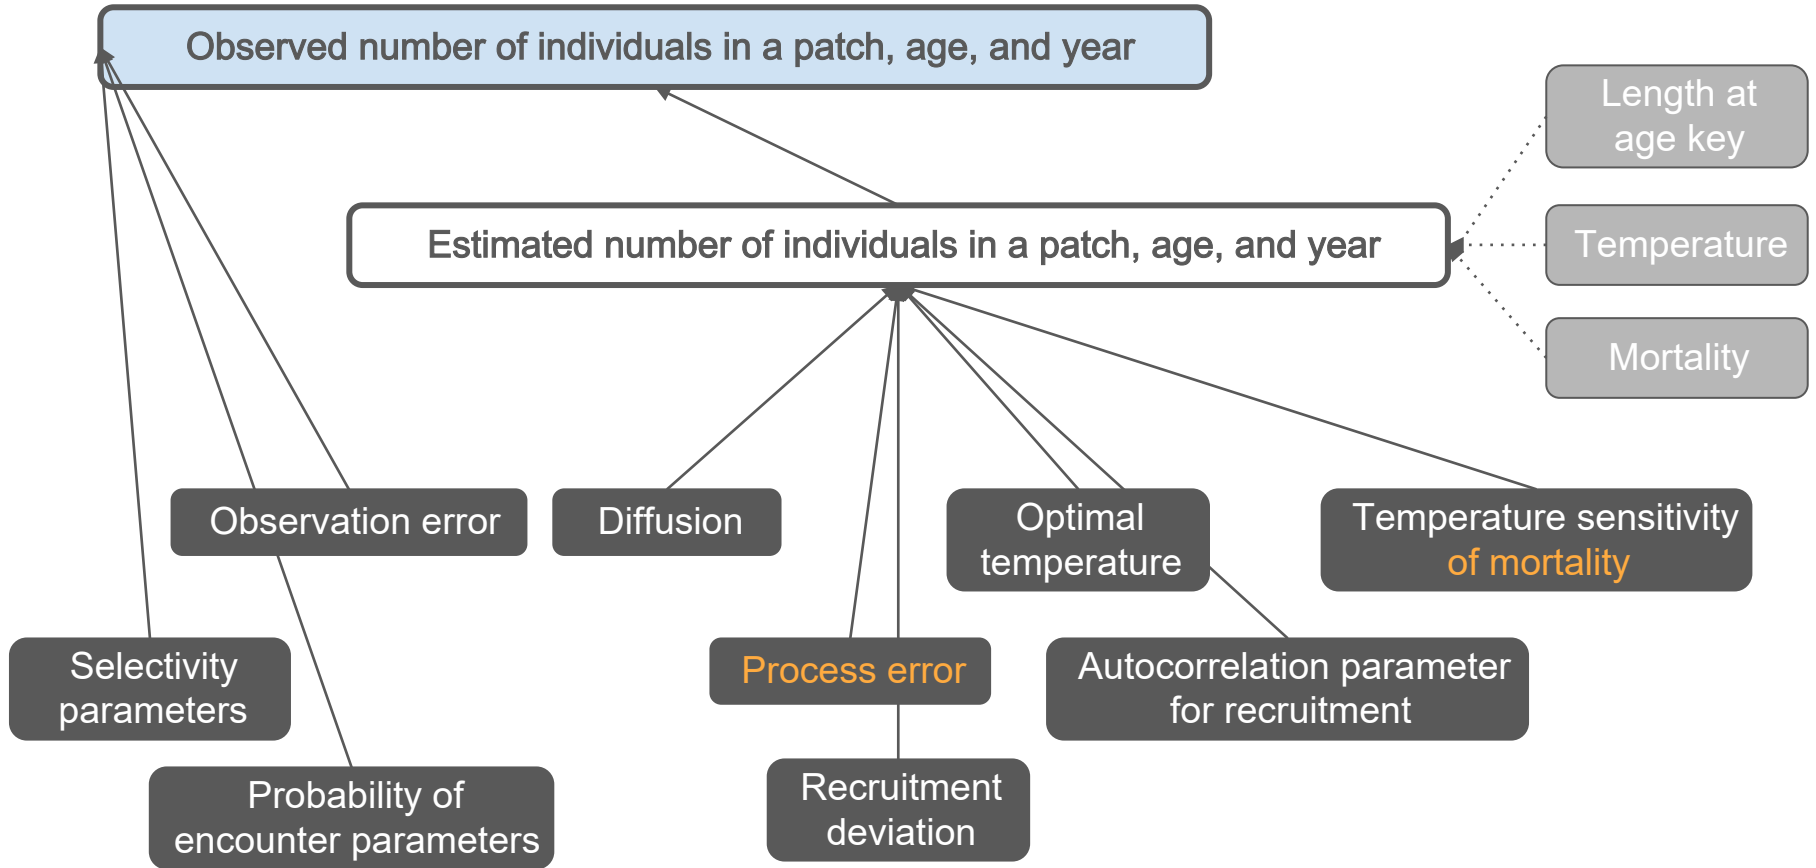 Observed number of individuals in a patch, age, and year
Length at
age key
Estimated number of individuals in a patch, age, and year
Temperature
Mortality
Observation error
Diffusion
Optimal
temperature
Temperature sensitivity
of mortality
Selectivity
parameters
Process error
Autocorrelation parameter
for recruitment
Probability of
encounter parameters
Recruitment
deviation